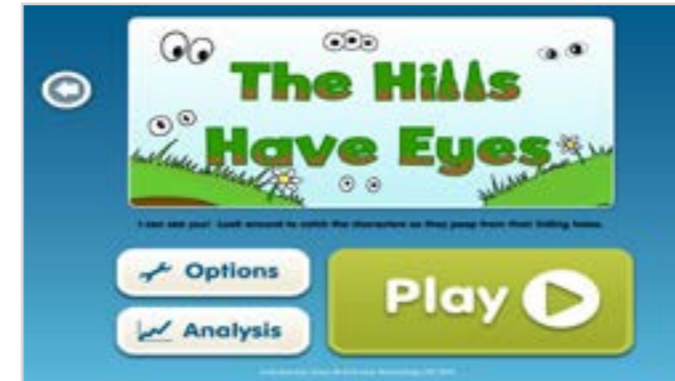 The Hills
Have Eyes
I can see you! Look around to catch the characters as they peep from their hiding holes.
Options
Play
Analysis